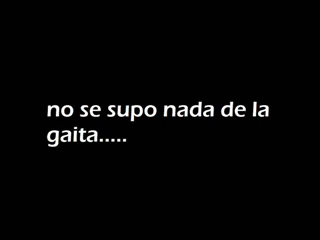 no se supo nada de la
gaita.....